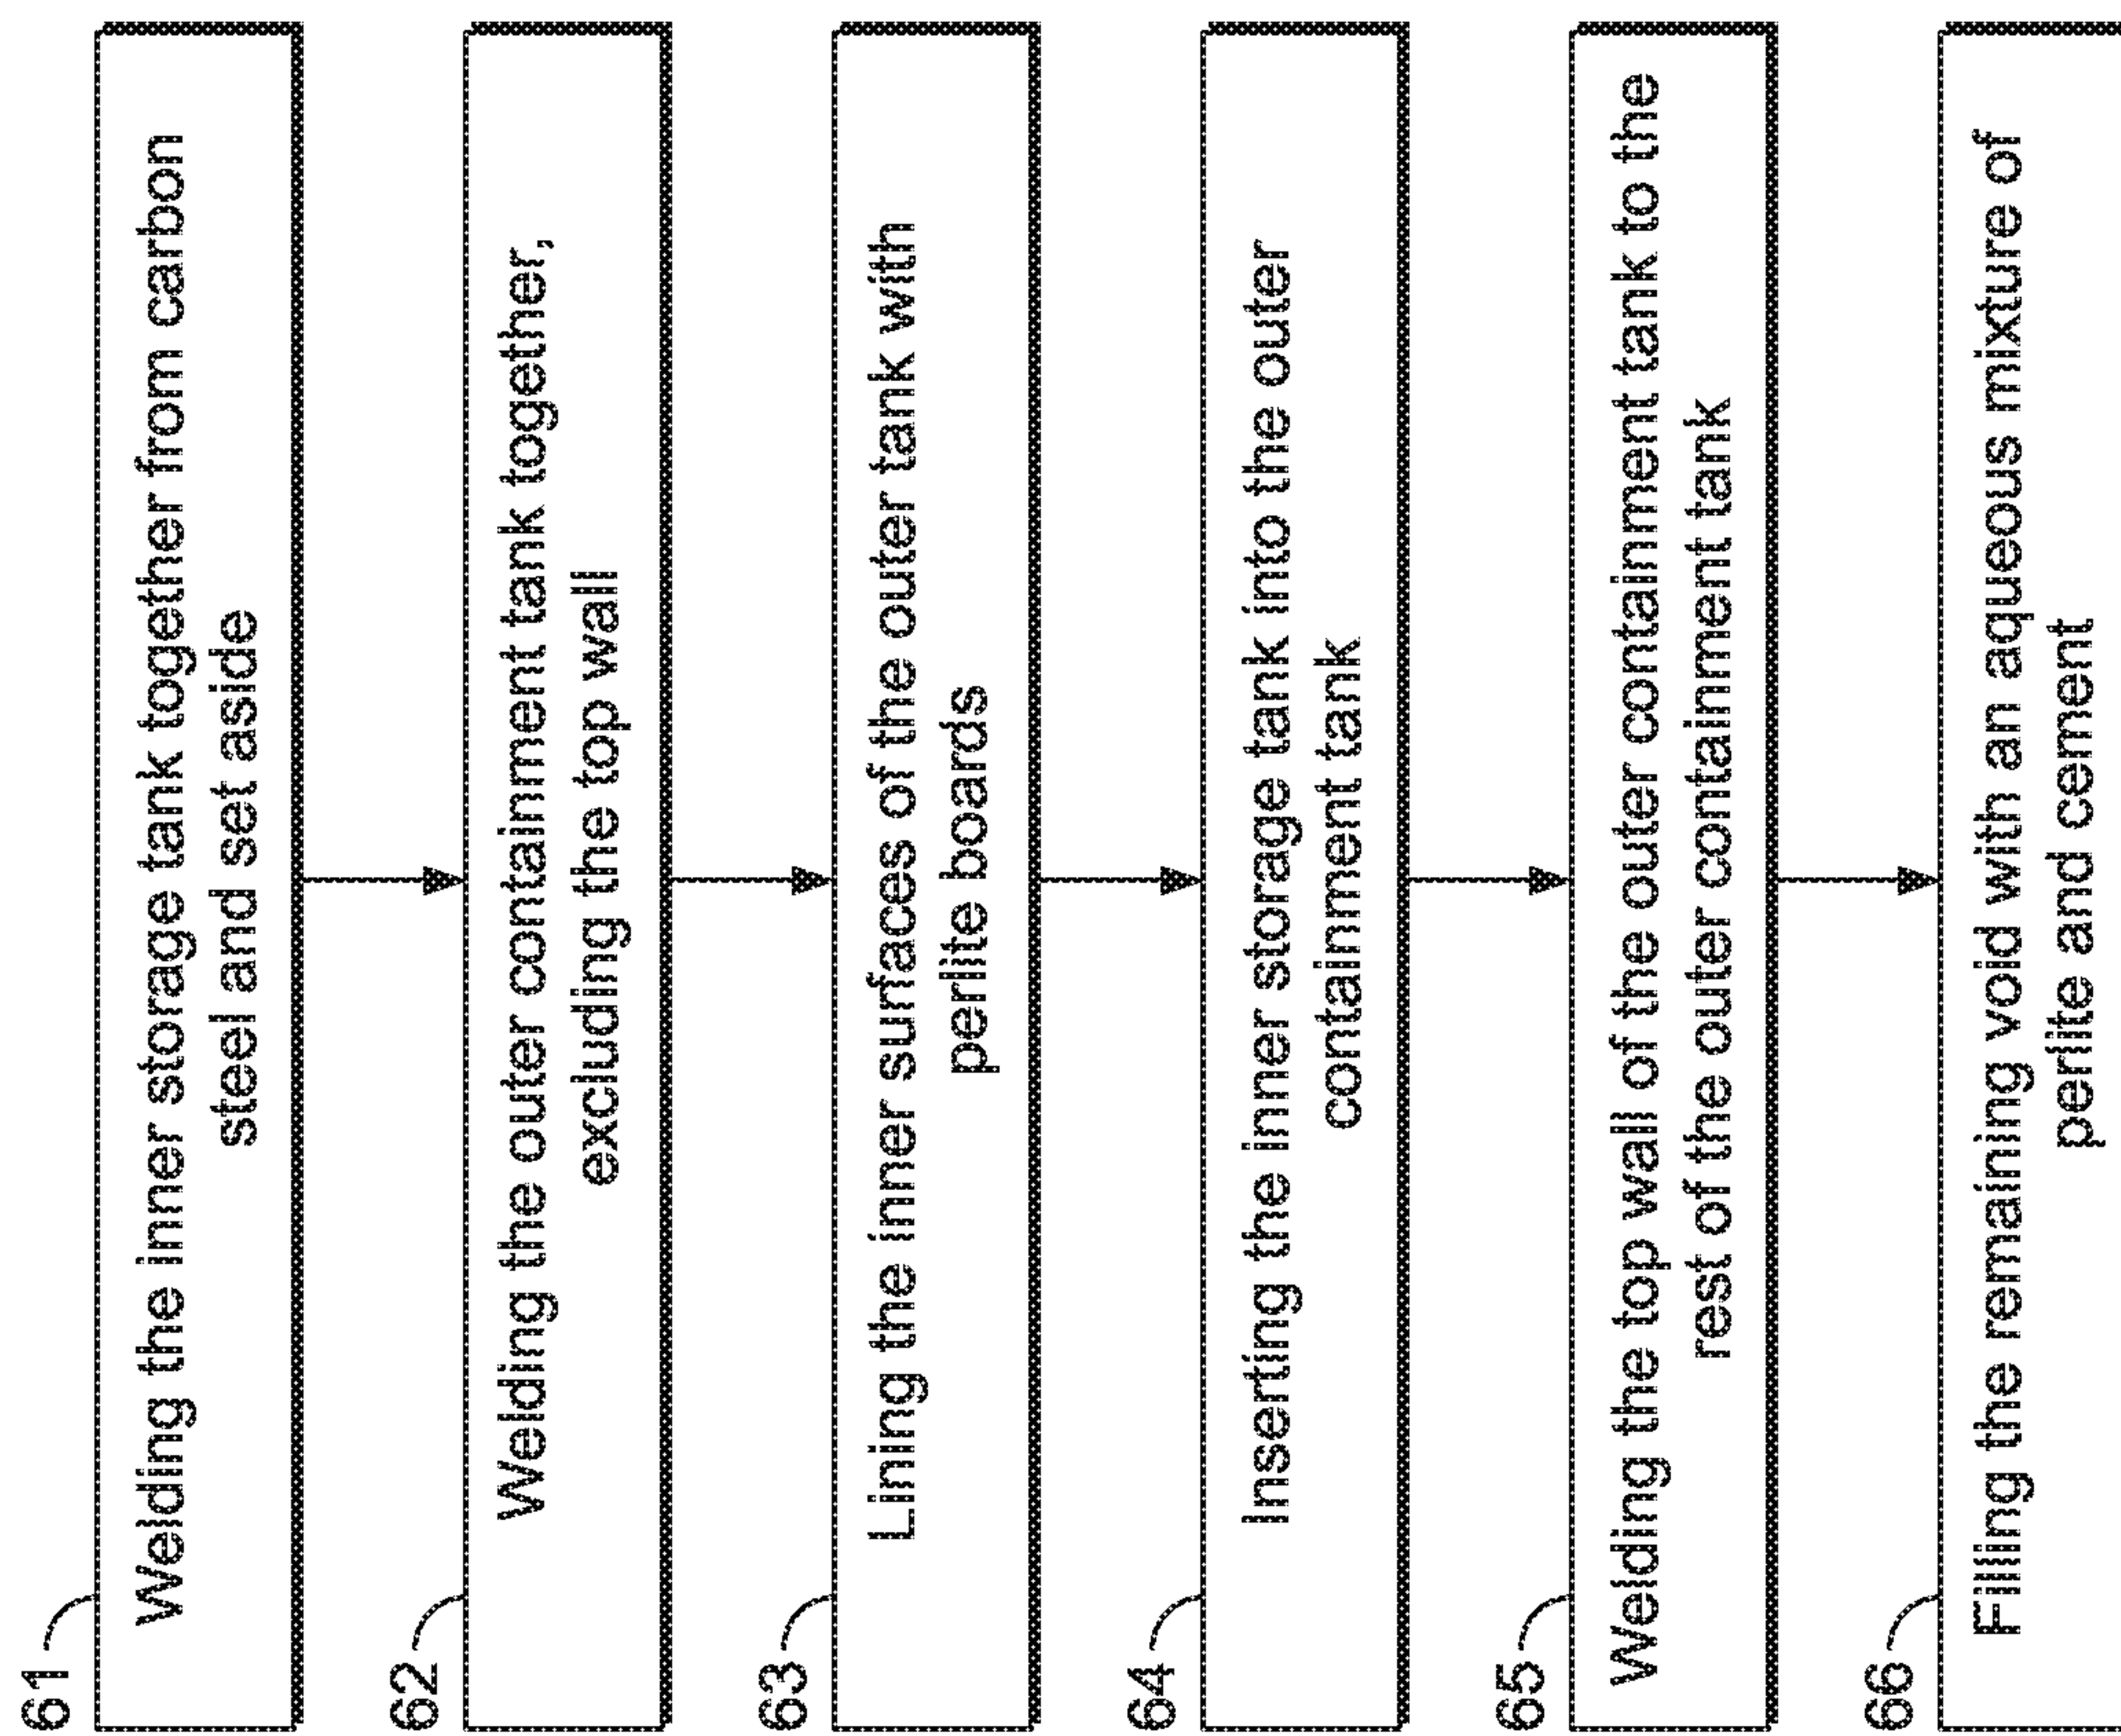 61
Welding the inner storage tank together from carbon
steel and set aside
62
Welding the outer containment tank together,
excluding the top wall
63
Lining the inner surfaces of the outer tank with
perlite boards
64
Inserting the inner storage tank into the outer
containment tank
65
Welding the top wall of the outer containment tank to the
rest of the outer containment tank
66
Filling the remaining void with an aqueous mixture of
perlite and cement